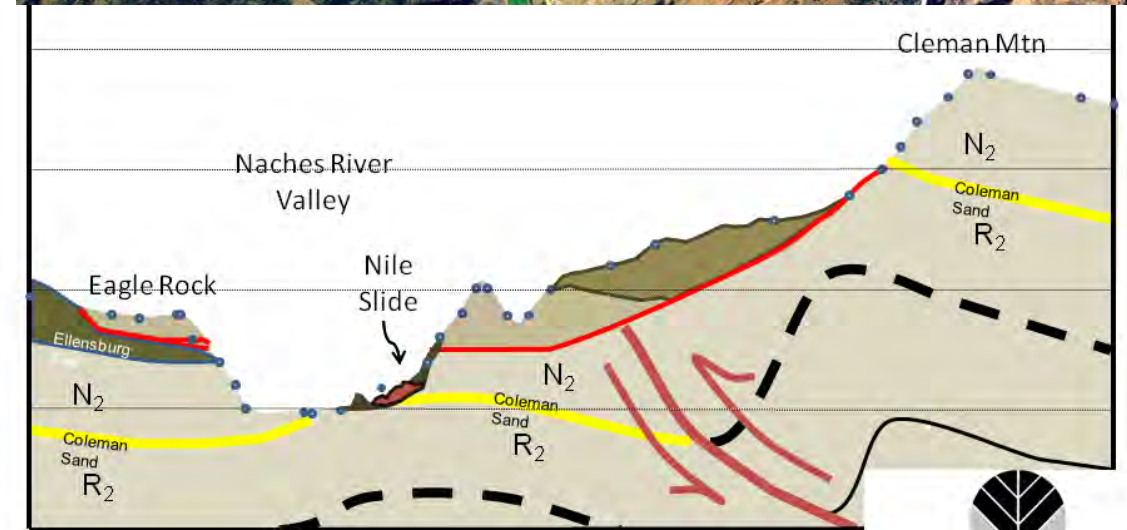 Cleman Mtn
Naches River
Valley
N₂
Coleman
Sand
R₂
Eagle Rock
Nile
Slide
Ellensburg
N₂
N₂
Coleman
Sand
R₂
Coleman
Sand
R₂